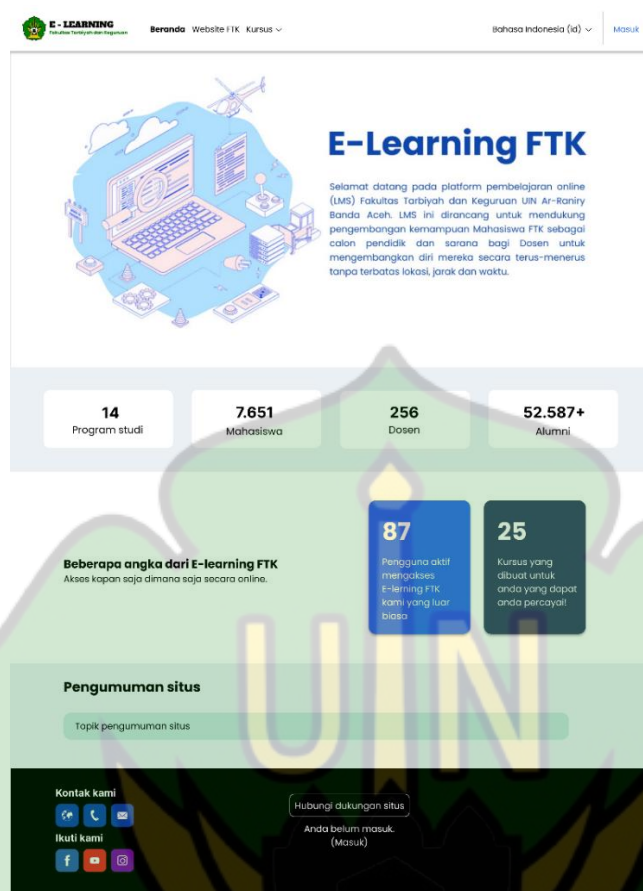 E - LEARNING
Fakultas Tarbiyah dan Keguruan
Beranda Website FTK Kursus
Bahasa Indonesia (id)
Masuk
E-Learning FTK
Selamat datang pada platform pembelajaran online
(LMS) Fakultas Tarbiyah dan Keguruan UIN Ar-Raniry
Banda Aceh. LMS ini dirancang untuk mendukung
pengembangan kemampuan Mahasiswa FTK sebagai
calon pendidik dan sarana bagi Dosen untuk
mengembangkan diri mereka secara terus-menerus
tanpa terbatas lokasi, jarak dan waktu.
14
Program studi
7.651
Mahasiswa
256
Dosen
52.587+
Alumni
Beberapa angka dari E-learning FTK
Akses kapan saja dimana saja secara online.
87
Pengguna aktif
mengakses
E-lerning FTK
kami yang luar
biasa
25
Kursus yang
dibuat untuk
anda yang dapat
anda percayai!
UIN
Pengumuman situs
Topik pengumuman situs
Kontak kami
Ikuti kami
Hubungi dukungan situs
Anda belum masuk.
(Masuk)